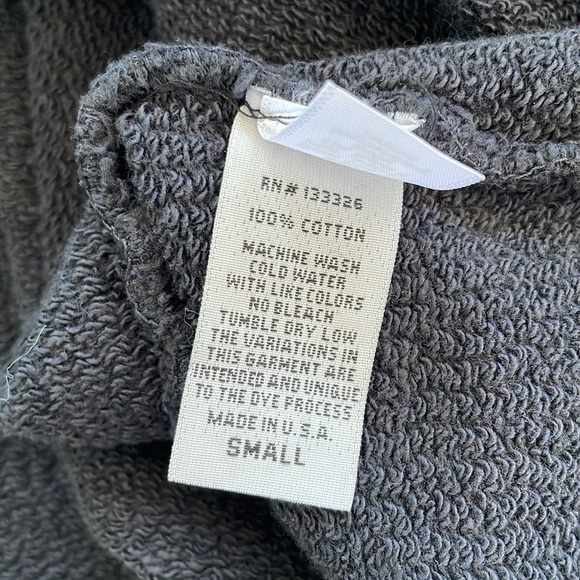 RN# 133326
100% COTTON
MACHINE WASH
COLD WATER
WITH LIKE COLORS
NO BLEACH
TUMBLE DRY LOW
THE VARIATIONS IN
THIS GARMENT ARE
INTENDED AND UNIQUE
TO THE DYE PROCESS
MADE IN U.S.A.
SMALL